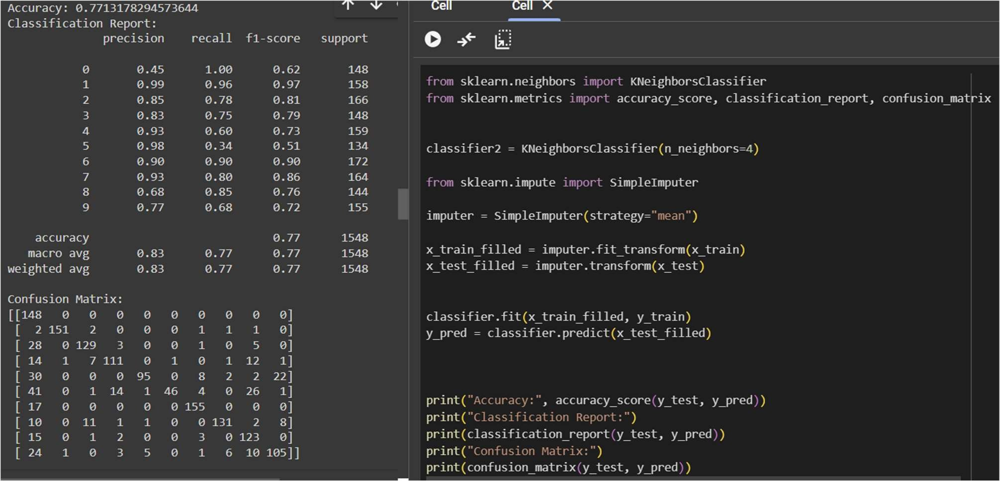 Accuracy: 0.7713178294573644
Classification Report:
precision recall f1-score support
0 0.45 1.00 0.62 148
1 0.99 0.96 0.97 158
2 0.85 0.78 0.81 166
3 0.83 0.75 0.79 148
4 0.93 0.60 0.73 159
5 0.98 0.34 0.51 134
6 0.90 0.90 0.90 172
7 0.93 0.80 0.86 164
8 0.68 0.85 0.76 144
9 0.77 0.68 0.72 155
accuracy 0.77 1548
macro avg 0.83 0.77 0.77 1548
weighted avg 0.83 0.77 0.77 1548
Confusion Matrix:
[[148 0 0 0 0 0 0 0 0 0]
[ 2 151 2 0 0 0 1 1 1 0]
[ 28 0 129 3 0 0 1 0 5 0]
[ 14 1 7 111 0 1 0 1 12 1]
[ 30 0 0 0 95 0 8 2 2 22]
[ 41 0 1 14 1 46 4 0 26 1]
[ 17 0 0 0 0 0 155 0 0 0]
[ 10 0 11 1 1 0 0 131 2 8]
[ 15 0 1 2 0 0 3 0 123 0]
[ 24 1 0 3 5 0 1 6 10 105]]
Cell Cell
from sklearn.neighbors import KNeighborsClassifier
from sklearn.metrics import accuracy_score, classification_report, confusion_matrix
classifier2 = KNeighborsClassifier(n_neighbors=4)
from sklearn.impute import SimpleImputer
imputer = SimpleImputer(strategy="mean")
x_train_filled = imputer.fit_transform(x_train)
x_test_filled = imputer.transform(x_test)
classifier.fit(x_train_filled, y_train)
y_pred = classifier.predict(x_test_filled)
print("Accuracy:", accuracy_score(y_test, y_pred))
print("Classification Report:")
print(classification_report(y_test, y_pred))
print("Confusion Matrix:")
print(confusion_matrix(y_test, y_pred))